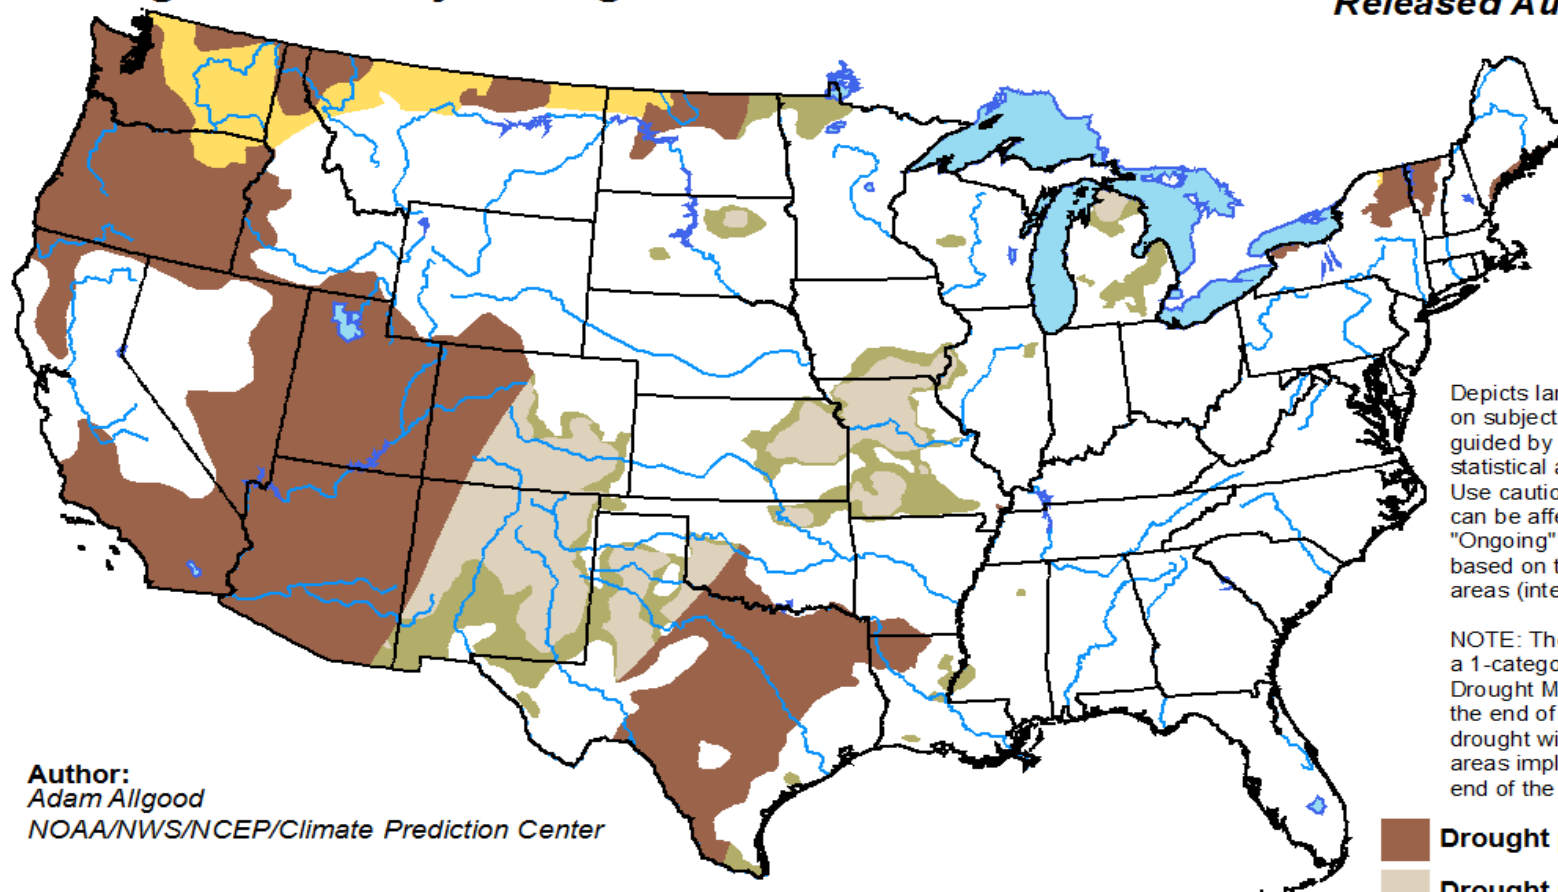 Released Au
Depicts lar
on subject
guided by
statistical a
Use cautio
can be affe
"Ongoing"
based on t
areas (inte
NOTE: The
a 1-catego
Drought M
the end of
drought wi
areas impl
end of the
Author:
Adam Allgood
NOAA/NWS/NCEP/Climate Prediction Center
Drought
Drought